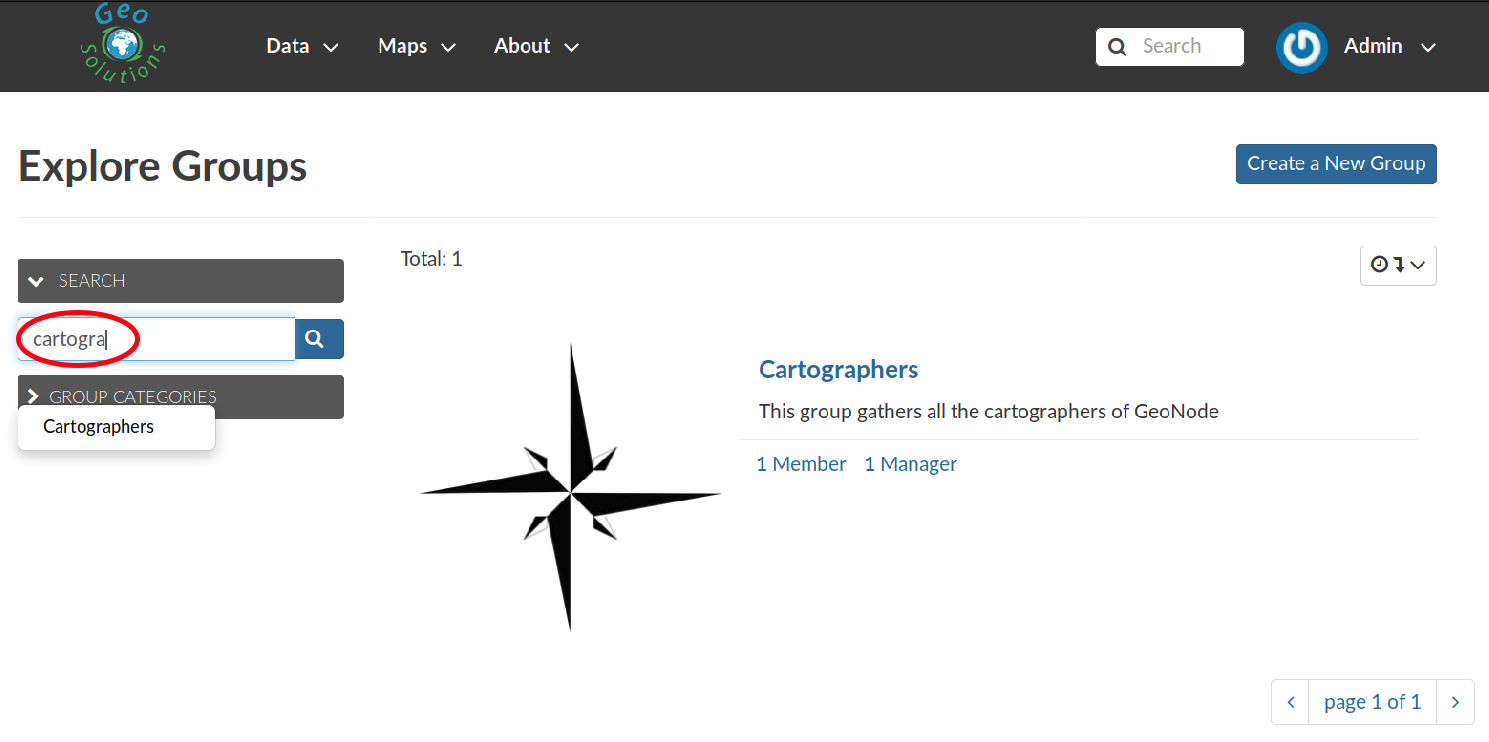 Geo
Solutions
Data
Maps
About
Search
Admin
Explore Groups
Create a New Group
SEARCH
Total: 1
cartogra
GROUP CATEGORIES
Cartographers
Cartographers
This group gathers all the cartographers of GeoNode
1 Member 1 Manager
page 1 of 1